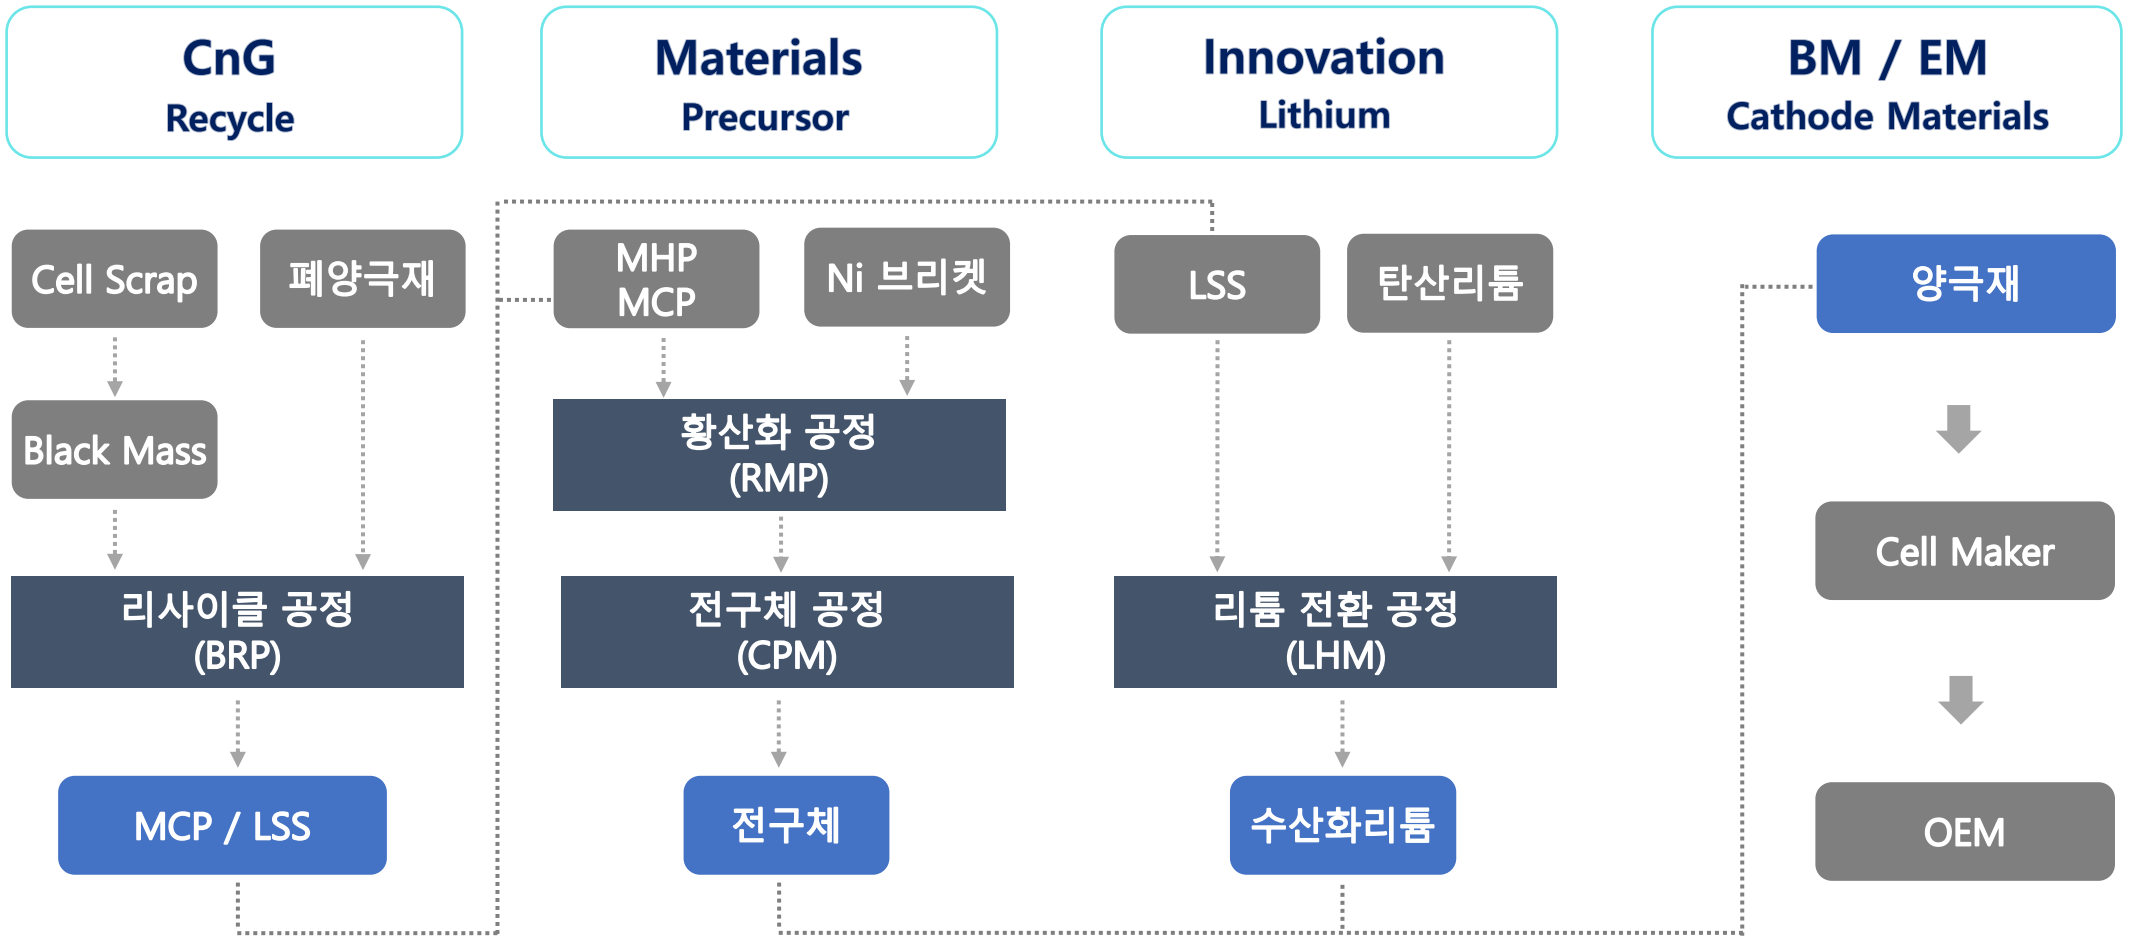 CnG
Recycle
Materials
Precursor
Innovation
Lithium
BM / EM
Cathode Materials
Cell Scrap
폐양극재
Black Mass
리사이클 공정
(BRP)
MCP / LSS
MHP
MCP
Ni 브리켓
황산화 공정
(RMP)
전구체 공정
(CPM)
전구체
LSS
탄산리튬
리튬 전환 공정
(LHM)
수산화리튬
양극재
Cell Maker
OEM